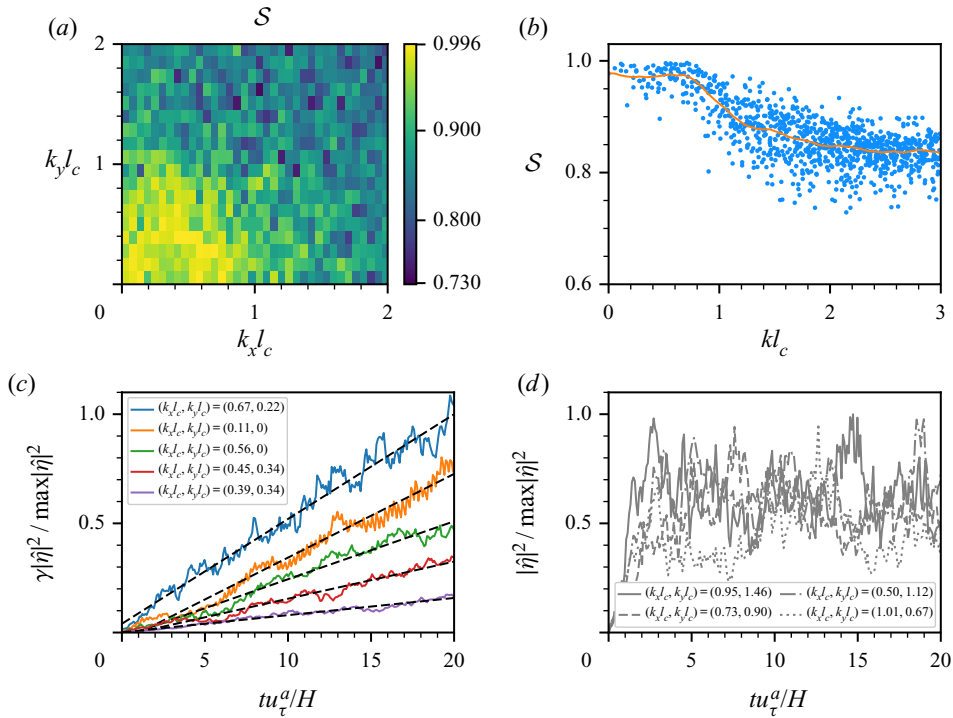 (a)
𝒮
2
k_y l_c
1
0
1
2
k_x l_c
0.996
0.900
0.800
0.730
(b)
1.0
𝒮
0.8
0.6
0
1
2
3
kl_c
(c)
1.0
γ|η̂|² / max|η̂|²
0.5
0
5
10
15
20
tu_τ^a/H
(k_x l_c, k_y l_c) = (0.67, 0.22)
(k_x l_c, k_y l_c) = (0.11, 0)
(k_x l_c, k_y l_c) = (0.56, 0)
(k_x l_c, k_y l_c) = (0.45, 0.34)
(k_x l_c, k_y l_c) = (0.39, 0.34)
(d)
1.0
|η̂|² / max|η̂|²
0.5
0
5
10
15
20
tu_τ^a/H
(k_x l_c, k_y l_c) = (0.95, 1.46)
(k_x l_c, k_y l_c) = (0.50, 1.12)
(k_x l_c, k_y l_c) = (0.73, 0.90)
(k_x l_c, k_y l_c) = (1.01, 0.67)